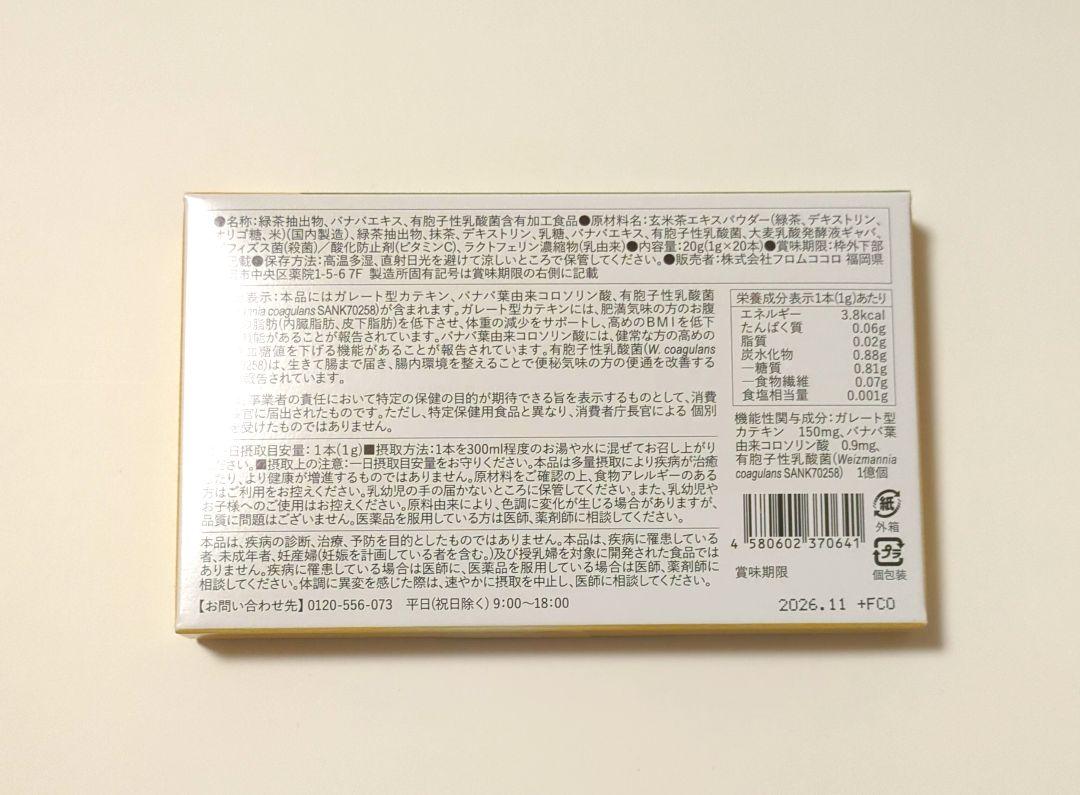 ●名称:緑茶抽出物、バナバエキス、有胞子性乳酸菌含有加工食品●原材料名:玄米茶エキスパウダー(緑茶、デキストリン、
オリゴ糖、米)(国内製造)、緑茶抽出物、抹茶、デキストリン、乳糖、バナバエキス、有胞子性乳酸菌、大麦乳酸発酵液ギャバ、
フィズス菌(殺菌)/酸化防止剤(ビタミンC)、ラクトフェリン濃縮物(乳由来)●内容量:20g(1g×20本)●賞味期限:枠外下部
記載●保存方法:高温多湿、直射日光を避けて涼しいところで保管してください。●販売者:株式会社フロムココロ 福岡県
市中央区薬院1-5-6 7F 製造所固有記号は賞味期限の右側に記載
表示:本品にはガレート型カテキン、バナバ葉由来コロソリン酸、有胞子性乳酸菌
nia coagulans SANK70258)が含まれます。ガレート型カテキンには、肥満気味の方のお腹
の脂肪(内臓脂肪、皮下脂肪)を低下させ、体重の減少をサポートし、高めのBMIを低下
能があることが報告されています。バナバ葉由来コロソリン酸には、健常な方の高めの
血糖値を下げる機能があることが報告されています。有胞子性乳酸菌(W. coagulans
258)は、生きて腸まで届き、腸内環境を整えることで便秘気味の方の便通を改善する
報告されています。
、事業者の責任において特定の保健の目的が期待できる旨を表示するものとして、消費
長官に届出されたものです。ただし、特定保健用食品と異なり、消費者庁長官による 個別
を受けたものではありません。
日摂取目安量:1本(1g)■摂取方法:1本を300ml程度のお湯や水に混ぜてお召し上がり
ださい。■摂取上の注意:一日摂取目安量をお守りください。本品は多量摂取により疾病が治癒
したり、より健康が増進するものではありません。原材料をご確認の上、食物アレルギーのある
方はご利用をお控えください。乳幼児の手の届かないところに保管してください。また、乳幼児や
お子様へのご使用はお控えください。原料由来により、色調に変化が生じる場合がありますが、
品質に問題はございません。医薬品を服用している方は医師、薬剤師に相談してください。
本品は、疾病の診断、治療、予防を目的としたものではありません。本品は、疾病に罹患している
者、未成年者、妊産婦(妊娠を計画している者を含む。)及び授乳婦を対象に開発された食品では
ありません。疾病に罹患している場合は医師に、医薬品を服用している場合は医師、薬剤師に
相談してください。体調に異変を感じた際は、速やかに摂取を中止し、医師に相談してください。
【お問い合わせ先】0120-556-073 平日(祝日除く) 9:00～18:00
栄養成分表示1本(1g)あたり
エネルギー 3.8kcal
たんぱく質 0.06g
脂質 0.02g
炭水化物 0.88g
―糖質 0.81g
―食物繊維 0.07g
食塩相当量 0.001g
機能性関与成分:ガレート型
カテキン 150mg、バナバ葉
由来コロソリン酸 0.9mg、
有胞子性乳酸菌(Weizmannia
coagulans SANK70258) 1億個
4 580602 370641
紙
外箱
プラ
個包装
賞味期限
2026.11 +FCO